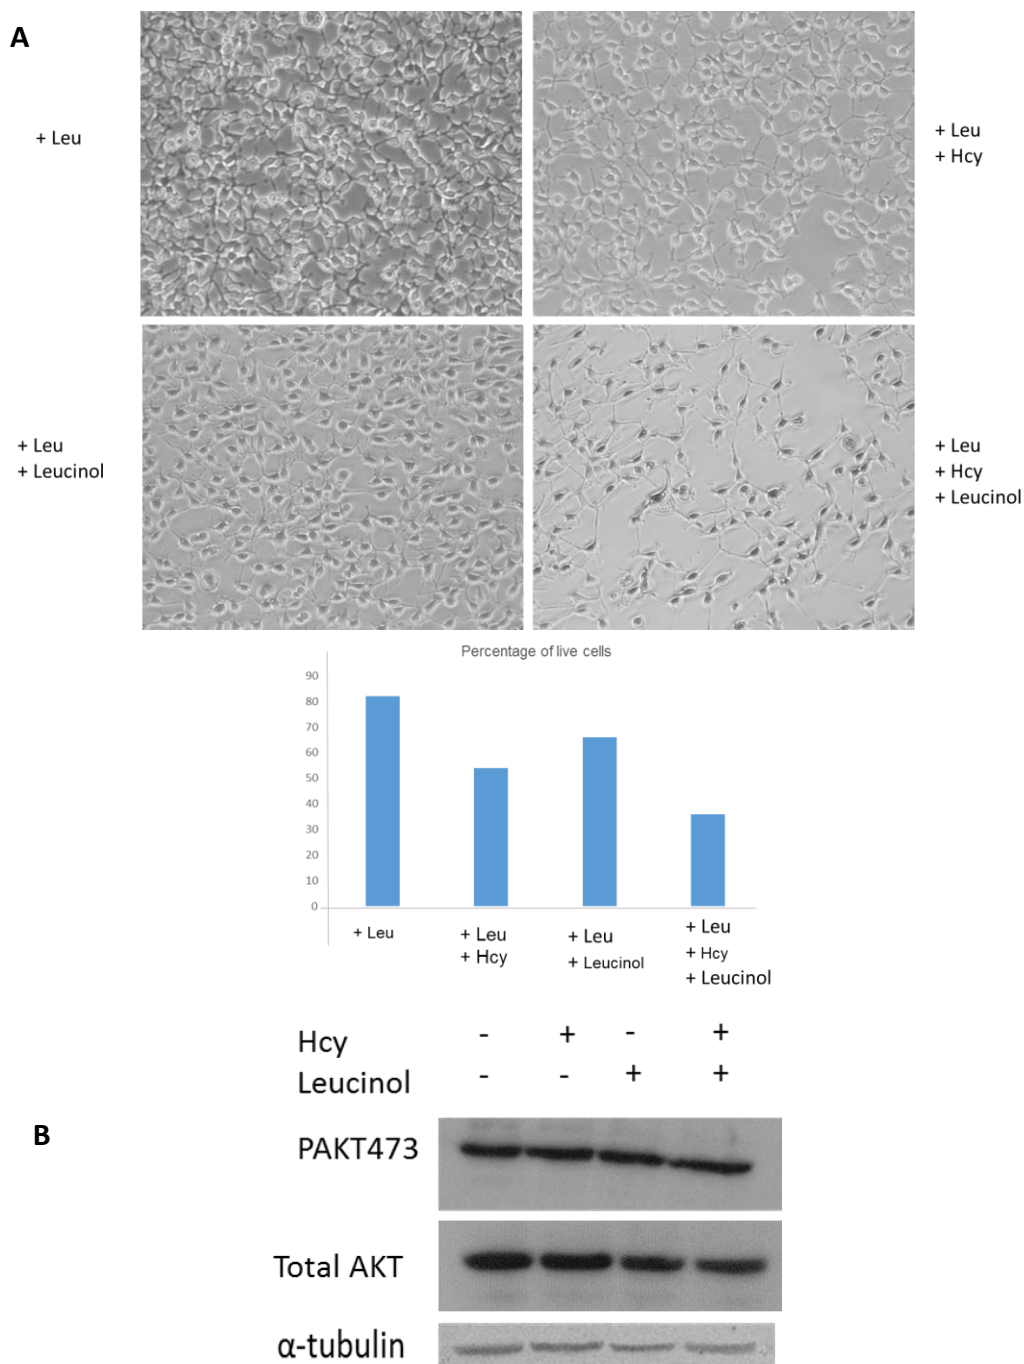 A
+ Leu
+ Leu
+ Hcy
+ Leu
+ Leucinol
+ Leu
+ Hcy
+ Leucinol
Percentage of live cells
90
80
70
60
50
40
30
20
10
0
+ Leu
+ Leu
+ Hcy
+ Leu
+ Leucinol
+ Leu
+ Hcy
+ Leucinol
Hcy - + - +
Leucinol - - + +
B
PAKT473
Total AKT
α-tubulin